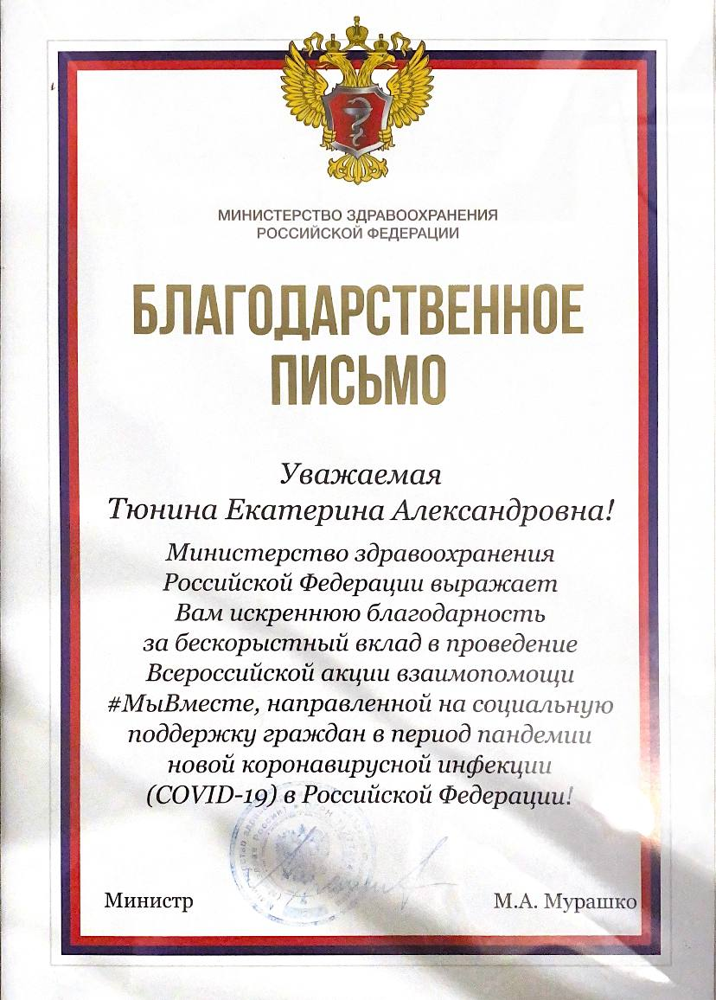 МИНИСТЕРСТВО ЗДРАВООХРАНЕНИЯ
РОССИЙСКОЙ ФЕДЕРАЦИИ
БЛАГОДАРСТВЕННОЕ
ПИСЬМО
Уважаемая
Тюнина Екатерина Александровна!
Министерство здравоохранения
Российской Федерации выражает
Вам искреннюю благодарность
за бескорыстный вклад в проведение
Всероссийской акции взаимопомощи
#МыВместе, направленной на социальную
поддержку граждан в период пандемии
новой коронавирусной инфекции
(COVID-19) в Российской Федерации!
Министр
М.А. Мурашко